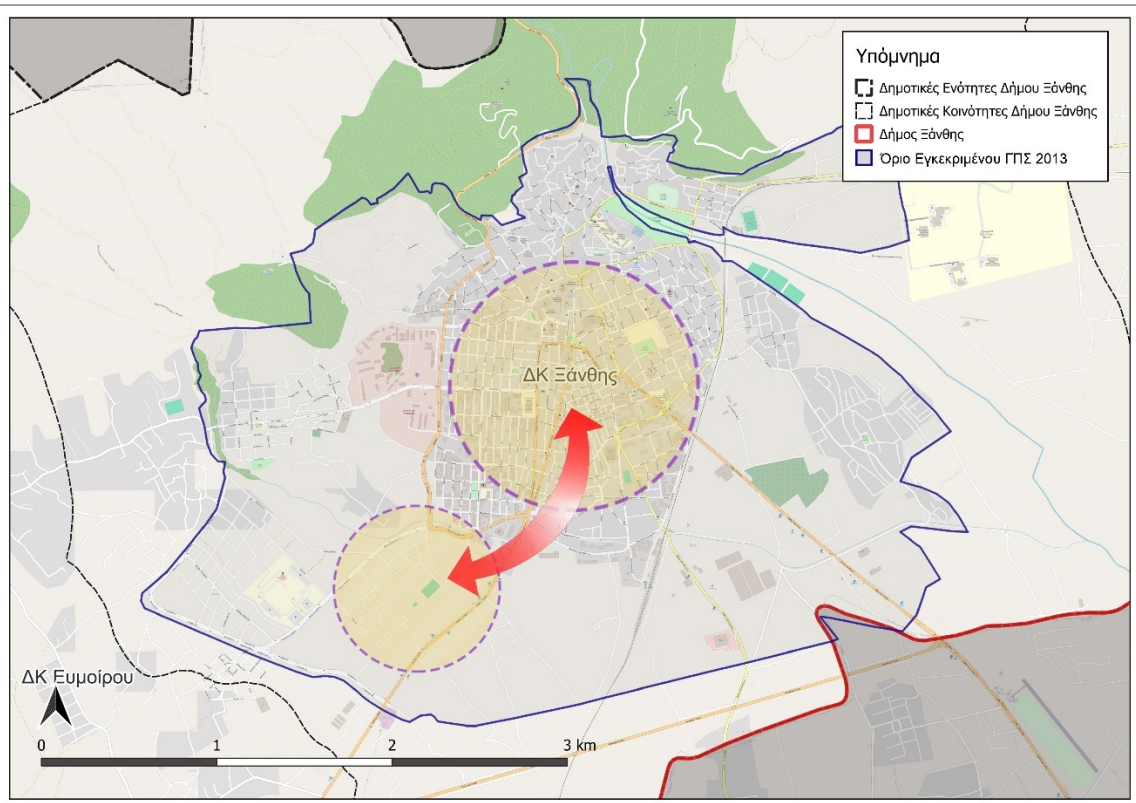 Υπόμνημα
Δημοτικές Ενότητες Δήμου Ξάνθης
Δημοτικές Κοινότητες Δήμου Ξάνθης
Δήμος Ξάνθης
Όριο Εγκεκριμένου ΓΠΣ 2013
ΔΚ Ξάνθης
ΔΚ Ευμοίρου
0 1 2 3 km